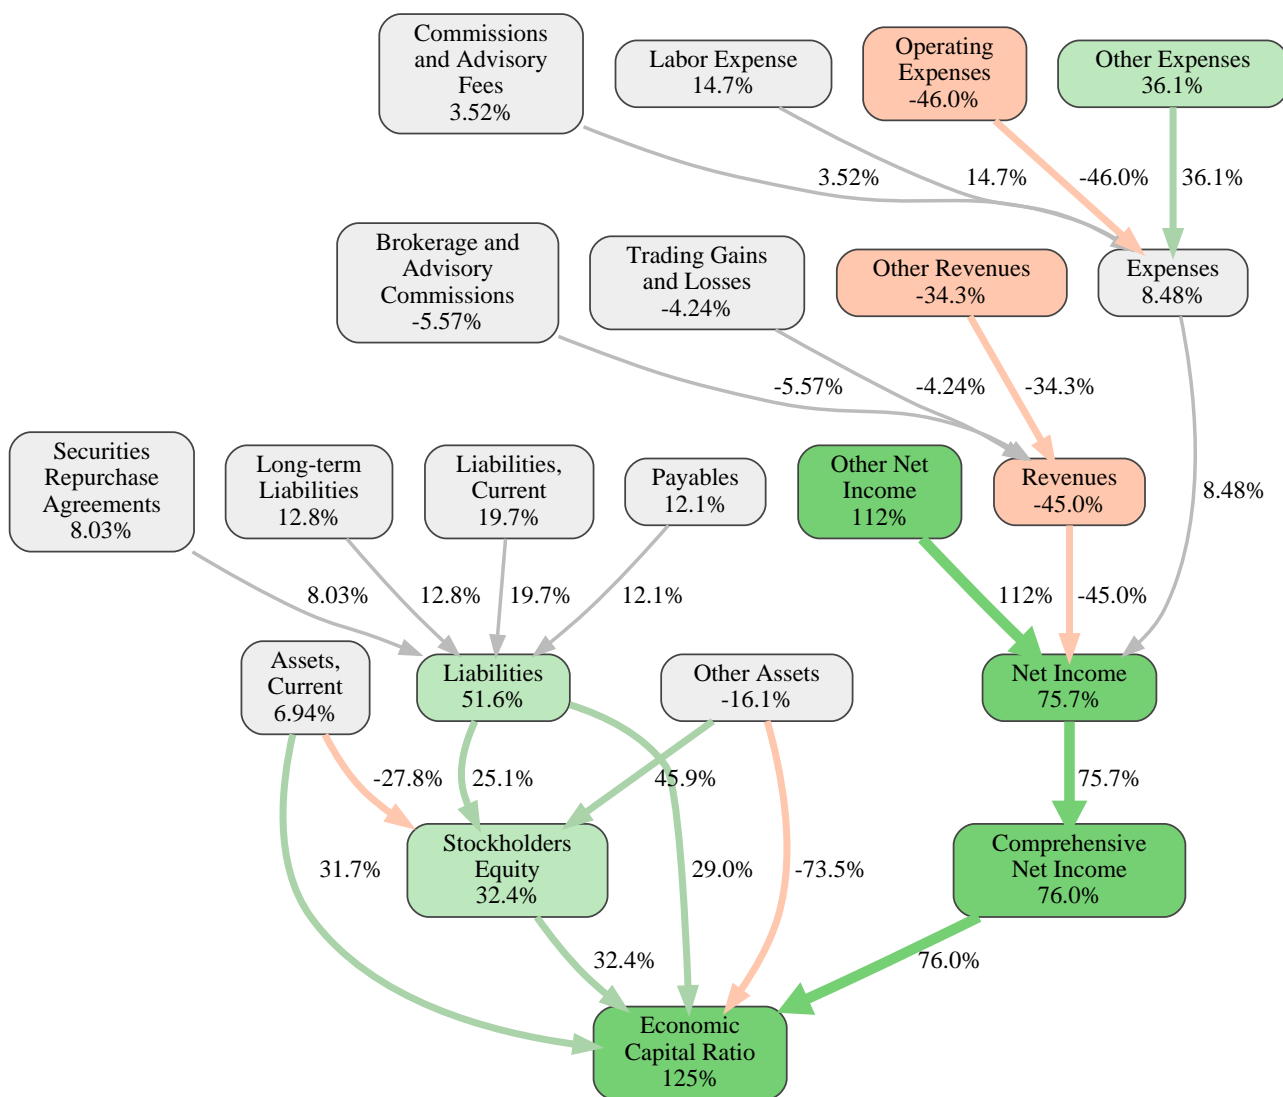 Commissions
and Advisory
Fees
3.52%
Labor Expense
14.7%
Operating
Expenses
-46.0%
Other Expenses
36.1%
3.52%
14.7%
-46.0%
36.1%
Brokerage and
Advisory
Commissions
-5.57%
Trading Gains
and Losses
-4.24%
Other Revenues
-34.3%
Expenses
8.48%
-5.57%
-4.24%
-34.3%
Securities
Repurchase
Agreements
8.03%
Long-term
Liabilities
12.8%
Liabilities,
Current
19.7%
Payables
12.1%
Other Net
Income
112%
Revenues
-45.0%
8.48%
8.03%
12.8%
19.7%
12.1%
112%
-45.0%
Assets,
Current
6.94%
Liabilities
51.6%
Other Assets
-16.1%
Net Income
75.7%
-27.8%
25.1%
45.9%
75.7%
Stockholders
Equity
32.4%
Comprehensive
Net Income
76.0%
31.7%
29.0%
-73.5%
32.4%
76.0%
Economic
Capital Ratio
125%